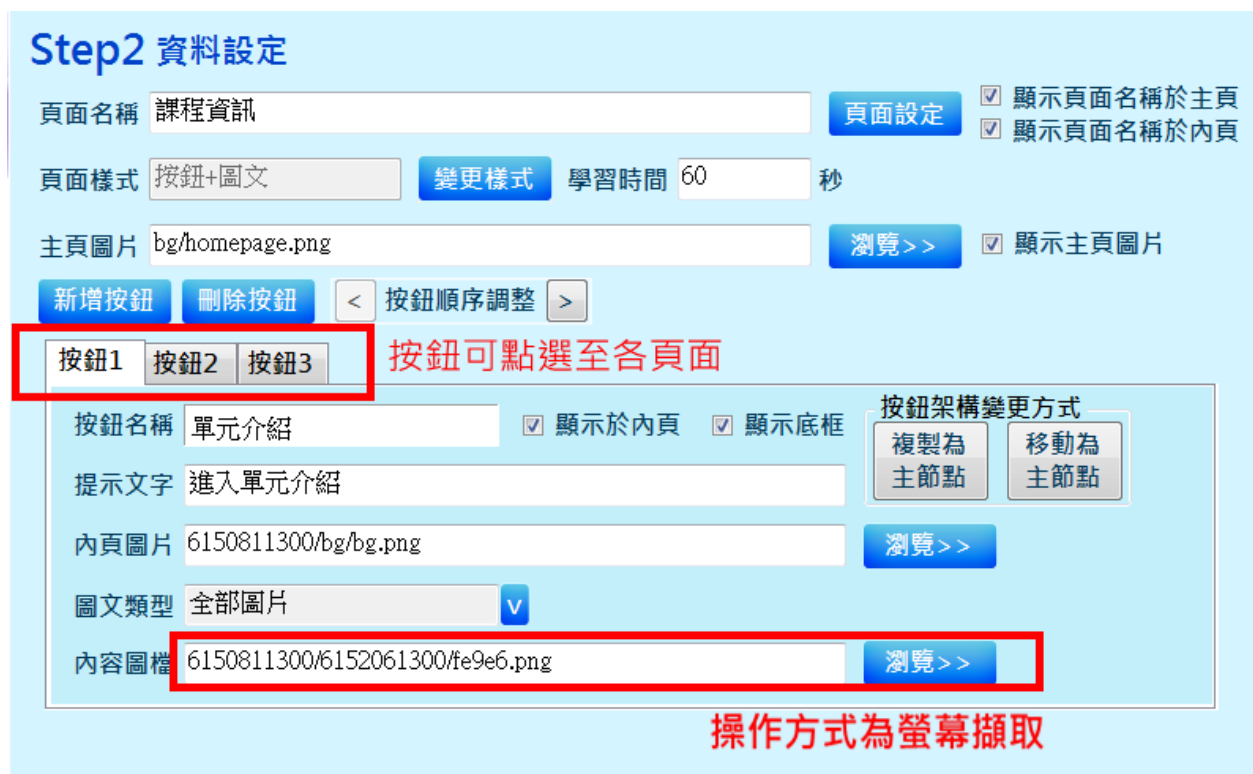 Step2 資料設定
頁面名稱 課程資訊 頁面設定 顯示頁面名稱於主頁
顯示頁面名稱於內頁
頁面樣式 按鈕+圖文 變更樣式 學習時間 60 秒
主頁圖片 bg/homepage.png 瀏覽>> 顯示主頁圖片
新增按鈕 刪除按鈕 < 按鈕順序調整 >
按鈕1 按鈕2 按鈕3 按鈕可點選至各頁面
按鈕名稱 單元介紹 顯示於內頁 顯示底框
按鈕架構變更方式
複製為主節點 移動為主節點
提示文字 進入單元介紹
內頁圖片 6150811300/bg/bg.png 瀏覽>>
圖文類型 全部圖片 v
內容圖檔 6150811300/6152061300/fe9e6.png 瀏覽>>
操作方式為螢幕擷取